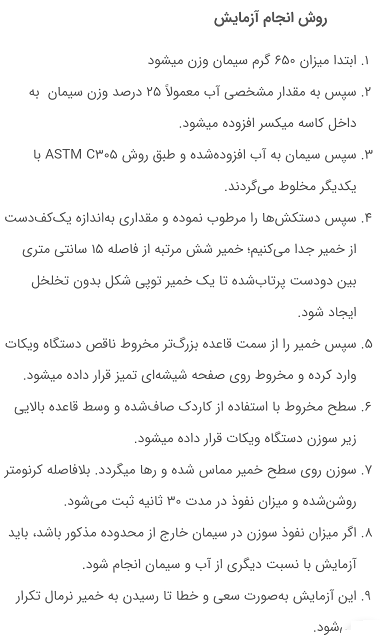 روش انجام آزمایش
۱. ابتدا میزان ۶۵۰ گرم سیمان وزن میشود
۲. سپس به مقدار مشخصی آب معمولاً ۲۵ درصد وزن سیمان به
داخل کاسه میکسر افزوده میشود.
۳. سپس سیمان به آب افزوده‌شده و طبق روش ASTM C۳۰۵ با
یکدیگر مخلوط می‌گردند.
۴. سپس دستکش‌ها را مرطوب نموده و مقداری به‌اندازه یک‌کف‌دست
از خمیر جدا می‌کنیم؛ خمیر شش مرتبه از فاصله ۱۵ سانتی متری
بین دودست پرتاب‌شده تا یک خمیر توپی شکل بدون تخلخل
ایجاد شود.
۵. سپس خمیر را از سمت قاعده بزرگ‌تر مخروط ناقص دستگاه ویکات
وارد کرده و مخروط روی صفحه شیشه‌ای تمیز قرار داده میشود.
۶. سطح مخروط با استفاده از کاردک صاف‌شده و وسط قاعده بالایی
زیر سوزن دستگاه ویکات قرار داده میشود.
۷. سوزن روی سطح خمیر مماس شده و رها میگردد. بلافاصله کرنومتر
روشن‌شده و میزان نفوذ در مدت ۳۰ ثانیه ثبت می‌شود.
۸. اگر میزان نفوذ سوزن در سیمان خارج از محدوده مذکور باشد، باید
آزمایش با نسبت دیگری از آب و سیمان انجام شود.
۹. این آزمایش به‌صورت سعی و خطا تا رسیدن به خمیر نرمال تکرار
می‌شود.